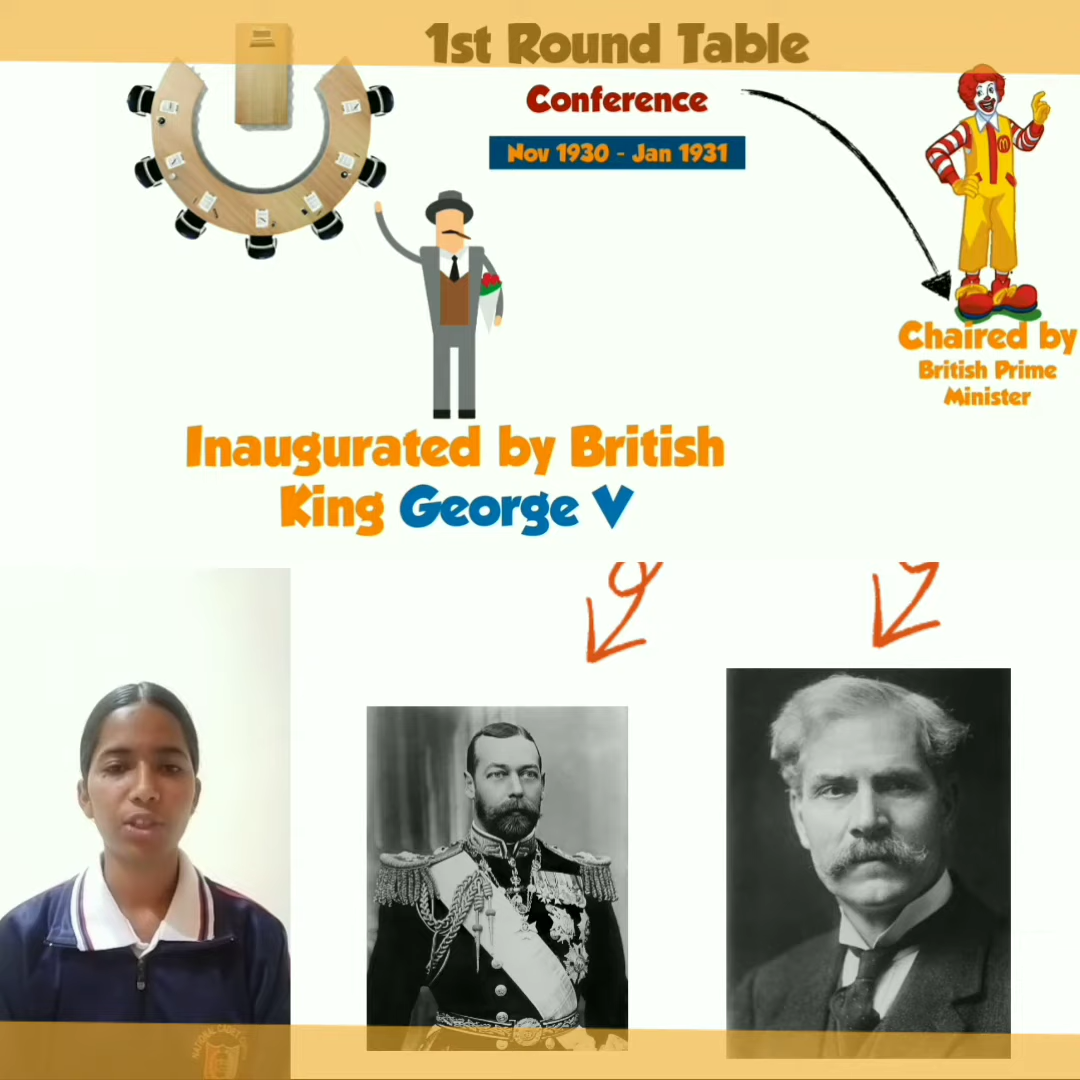 1st Round Table
Conference
Nov 1930 - Jan 1931
Chaired by
British Prime
Minister
Inaugurated by British
King George V